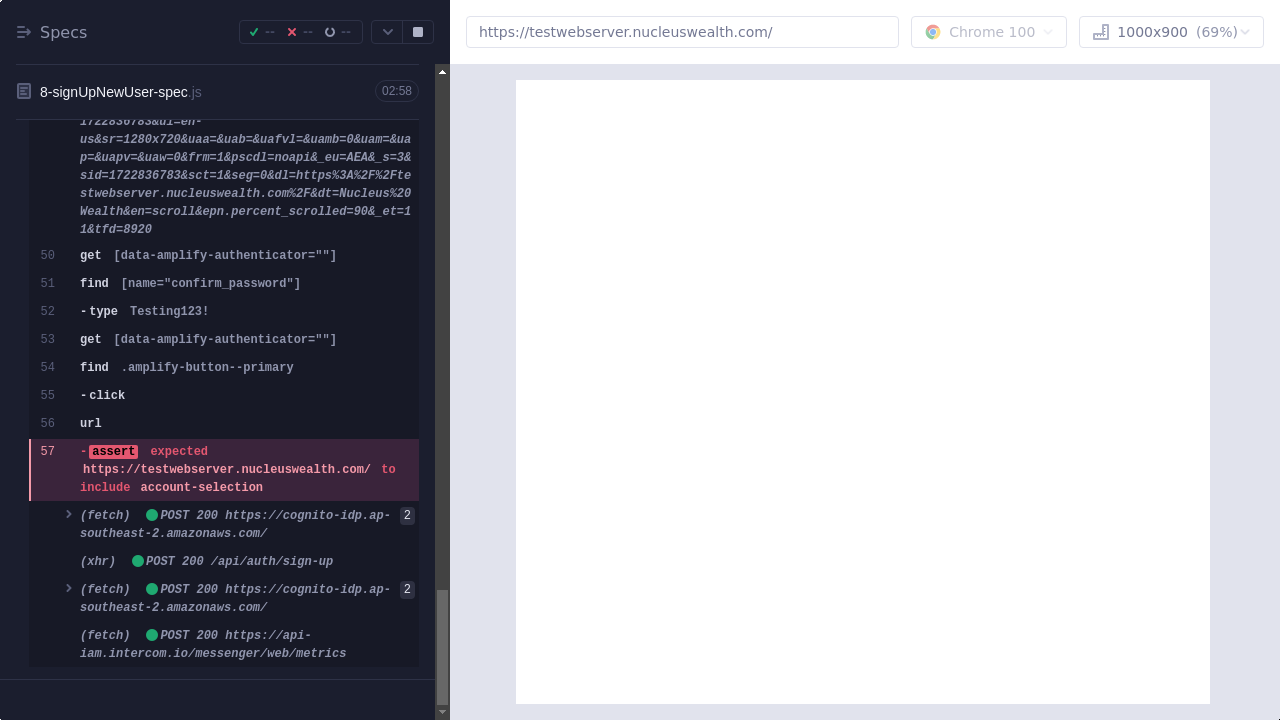 Specs
--
--
--
https://testwebserver.nucleuswealth.com/
Chrome 100
1000x900 (69%)
8-signUpNewUser-spec.js
02:58
1722836783&ul=en-
us&sr=1280x720&uaa=&uab=&uafvl=&uamb=0&uam=&ua
p=&uapv=&uaw=0&frm=1&pscdl=noapi&_eu=AEA&_s=3&
sid=1722836783&sct=1&seg=0&dl=https%3A%2F%2Fte
stwebserver.nucleuswealth.com%2F&dt=Nucleus%20
Wealth&en=scroll&epn.percent_scrolled=90&_et=1
1&tfd=8920
50 get [data-amplify-authenticator=""]
51 find [name="confirm_password"]
52 -type Testing123!
53 get [data-amplify-authenticator=""]
54 find .amplify-button--primary
55 -click
56 url
57 -assert expected
https://testwebserver.nucleuswealth.com/ to
include account-selection
(fetch) POST 200 https://cognito-idp.ap- 2
southeast-2.amazonaws.com/
(xhr) POST 200 /api/auth/sign-up
(fetch) POST 200 https://cognito-idp.ap- 2
southeast-2.amazonaws.com/
(fetch) POST 200 https://api-
iam.intercom.io/messenger/web/metrics